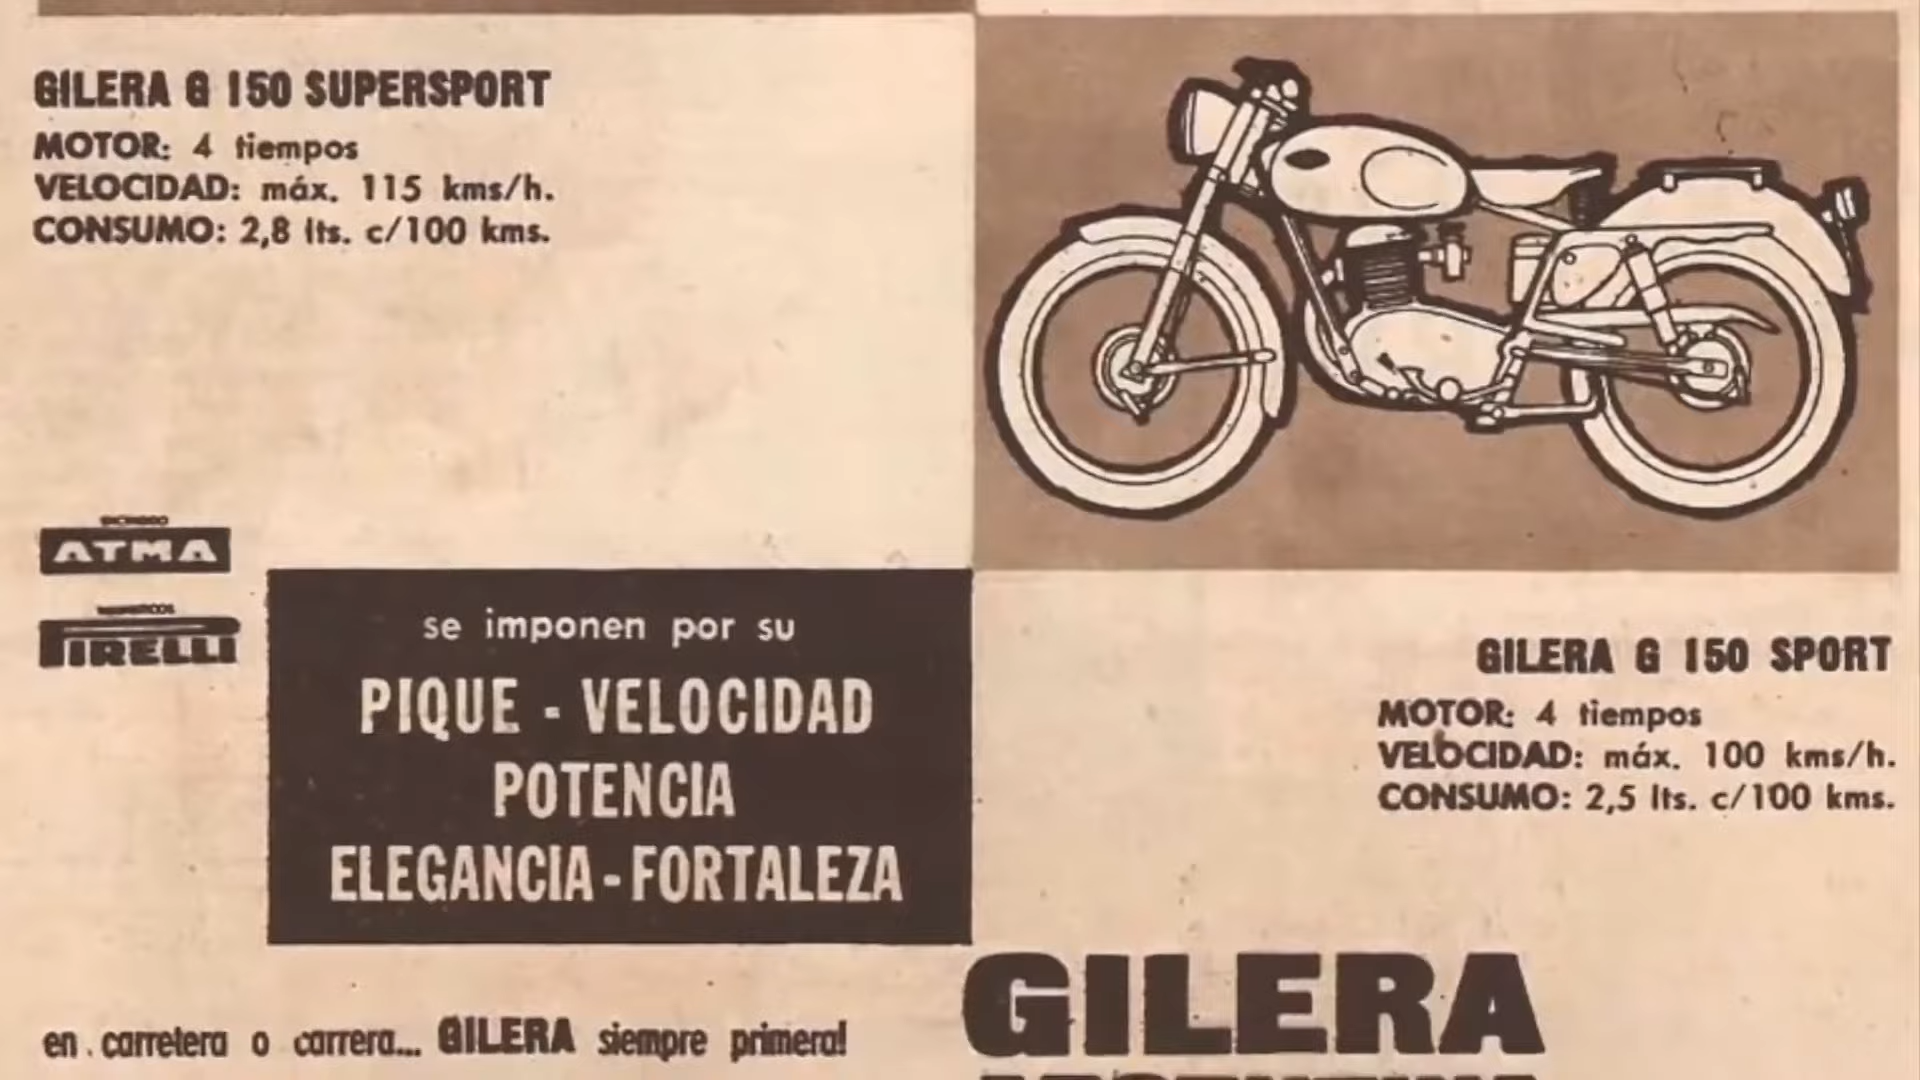 GILERA G 150 SUPERSPORT
MOTOR: 4 tiempos
VELOCIDAD: máx. 115 kms/h.
CONSUMO: 2,8 lts. c/100 kms.
ATMA
PIRELLI
se imponen por su
PIQUE - VELOCIDAD
POTENCIA
ELEGANCIA - FORTALEZA
GILERA G 150 SPORT
MOTOR: 4 tiempos
VELOCIDAD: máx. 100 kms/h.
CONSUMO: 2,5 lts. c/100 kms.
en carretera o carrera... GILERA siempre primera!
GILERA